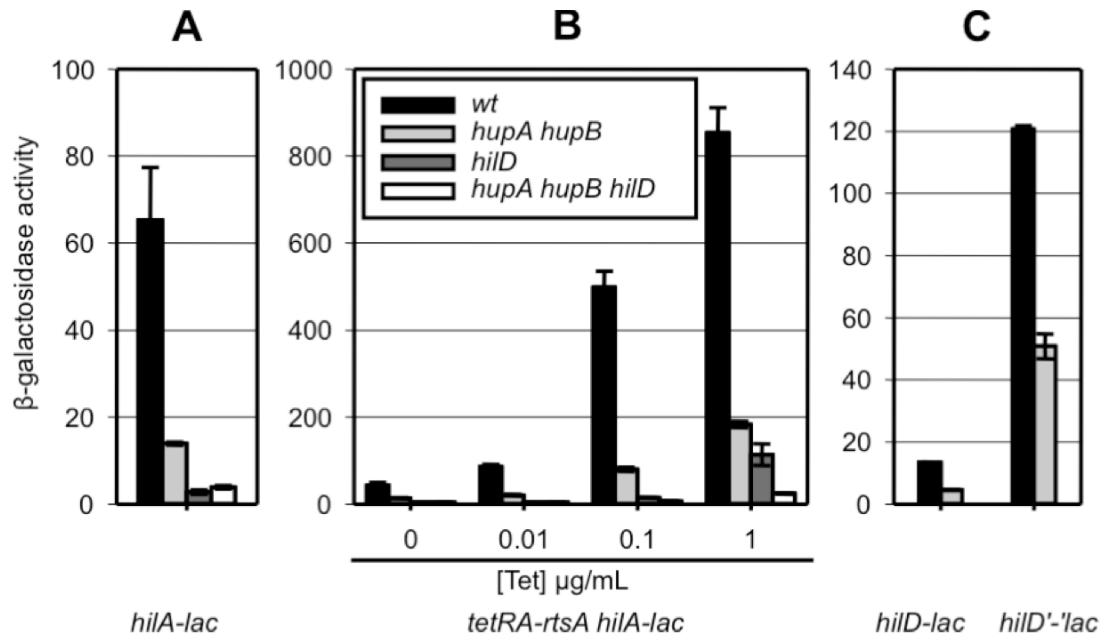 A
B
C
β-galactosidase activity
100
80
60
40
20
0
hilA-lac
1000
800
600
400
200
0
wt
hupA hupB
hilD
hupA hupB hilD
0 0.01 0.1 1
[Tet] µg/mL
tetRA-rtsA hilA-lac
140
120
100
80
60
40
20
0
hilD-lac hilD'-'lac